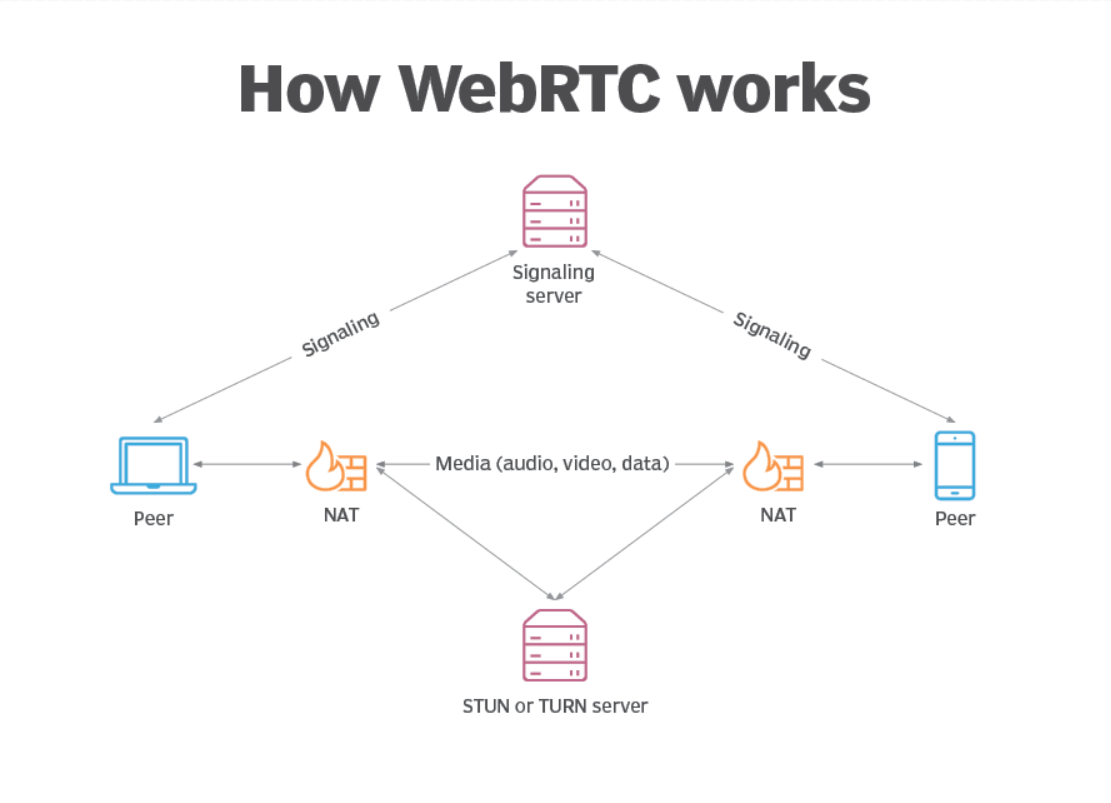 How WebRTC works
Signaling
server
Signaling
Signaling
Media (audio, video, data)
Peer
NAT
NAT
Peer
STUN or TURN server